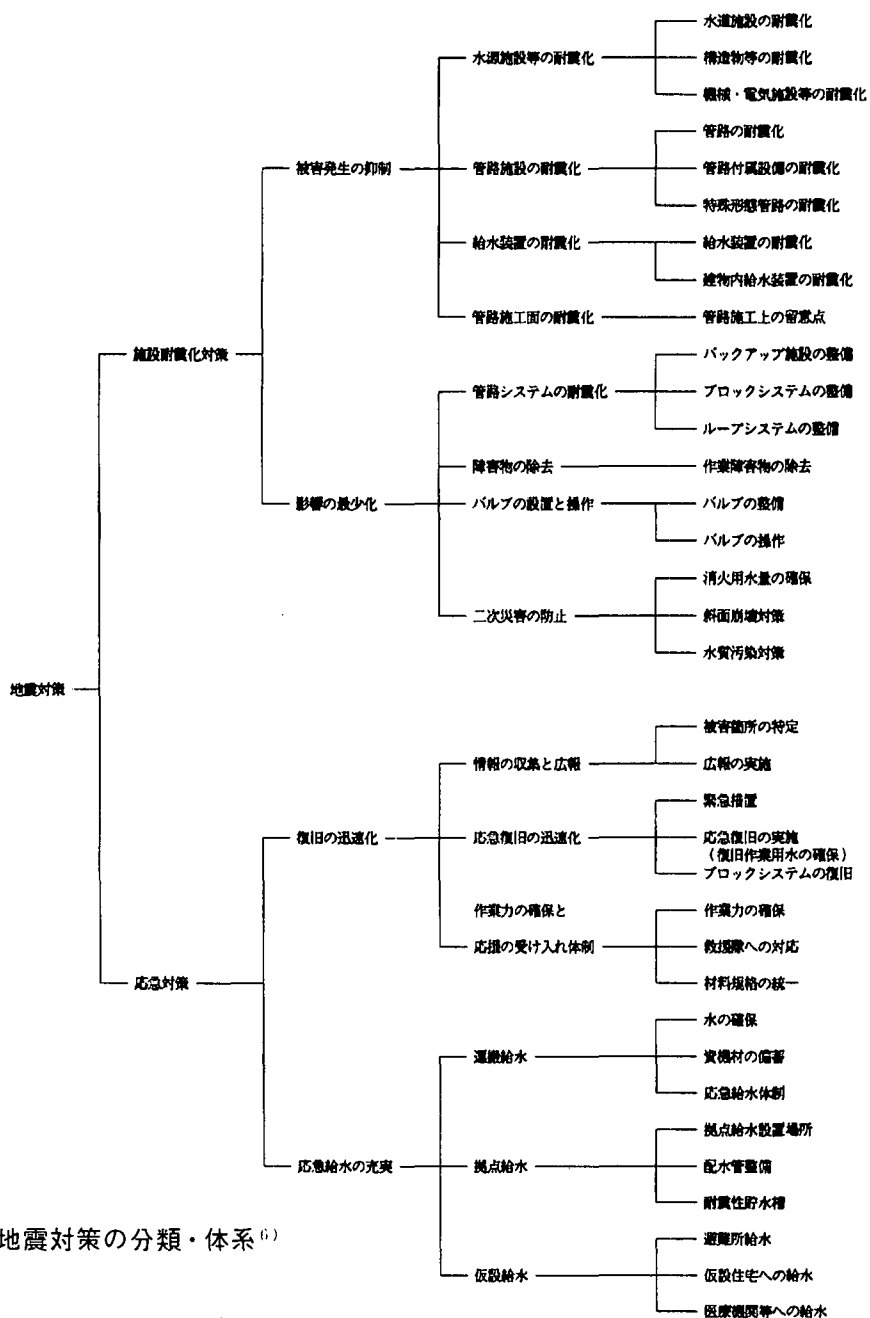 地震対策
施設耐震化対策
被害発生の抑制
水源施設等の耐震化
水道施設の耐震化
構造物等の耐震化
機械・電気施設等の耐震化
管路施設の耐震化
管路の耐震化
管路付属設備の耐震化
特殊形態管路の耐震化
給水装置の耐震化
給水装置の耐震化
建物内給水装置の耐震化
管路施工面の耐震化
管路施工上の留意点
影響の最少化
管路システムの耐震化
バックアップ施設の整備
ブロックシステムの整備
ループシステムの整備
障害物の除去
作業障害物の除去
バルブの設置と操作
バルブの整備
バルブの操作
二次災害の防止
消火用水量の確保
斜面崩壊対策
水質汚染対策
応急対策
復旧の迅速化
情報の収集と広報
被害箇所の特定
広報の実施
応急復旧の迅速化
緊急措置
応急復旧の実施
(復旧作業用水の確保)
ブロックシステムの復旧
作業力の確保と
応援の受け入れ体制
作業力の確保
救援隊への対応
材料規格の統一
応急給水の充実
運搬給水
水の確保
資機材の備蓄
応急給水体制
拠点給水
拠点給水設置場所
配水管整備
耐震性貯水槽
仮設給水
避難所給水
仮設住宅への給水
医療機関等への給水
地震対策の分類・体系6)